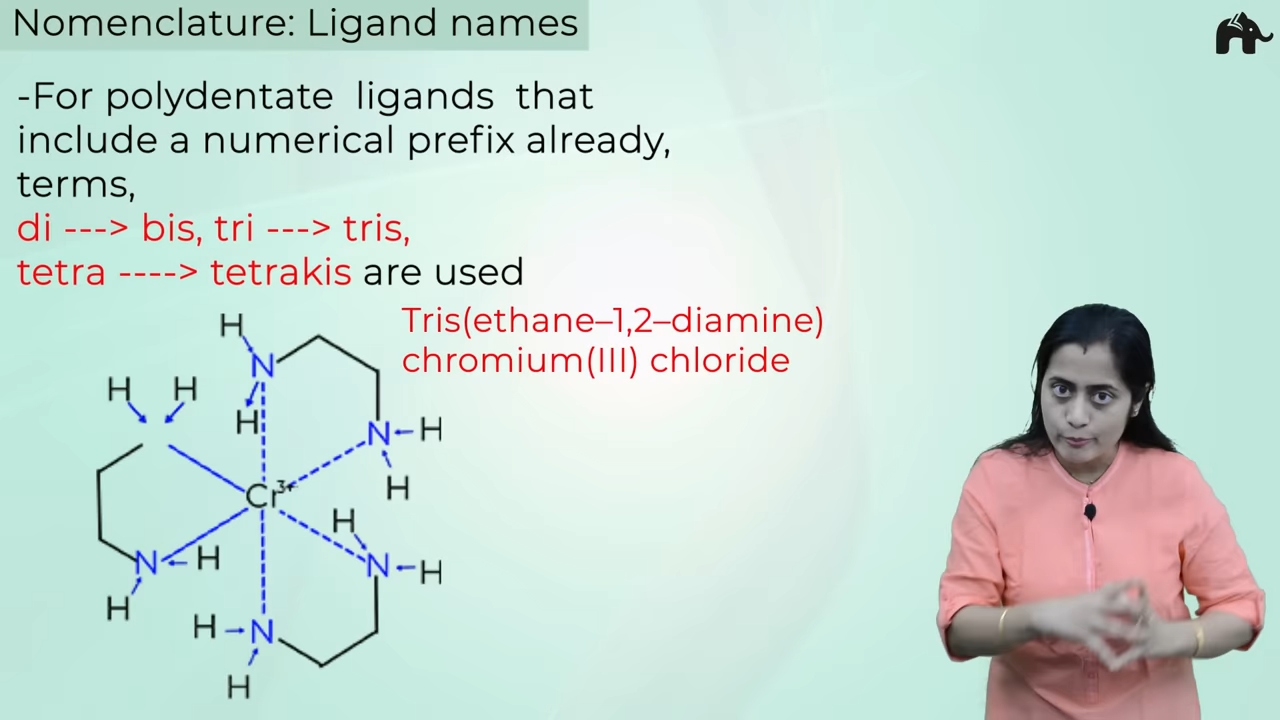 Nomenclature: Ligand names
-For polydentate ligands that
include a numerical prefix already,
terms,
di ---> bis, tri ---> tris,
tetra ----> tetrakis are used
Tris(ethane–1,2–diamine)
chromium(III) chloride
H
N
H H
H
N H
H
Cr3+
H
N H
N H
H
H N
H